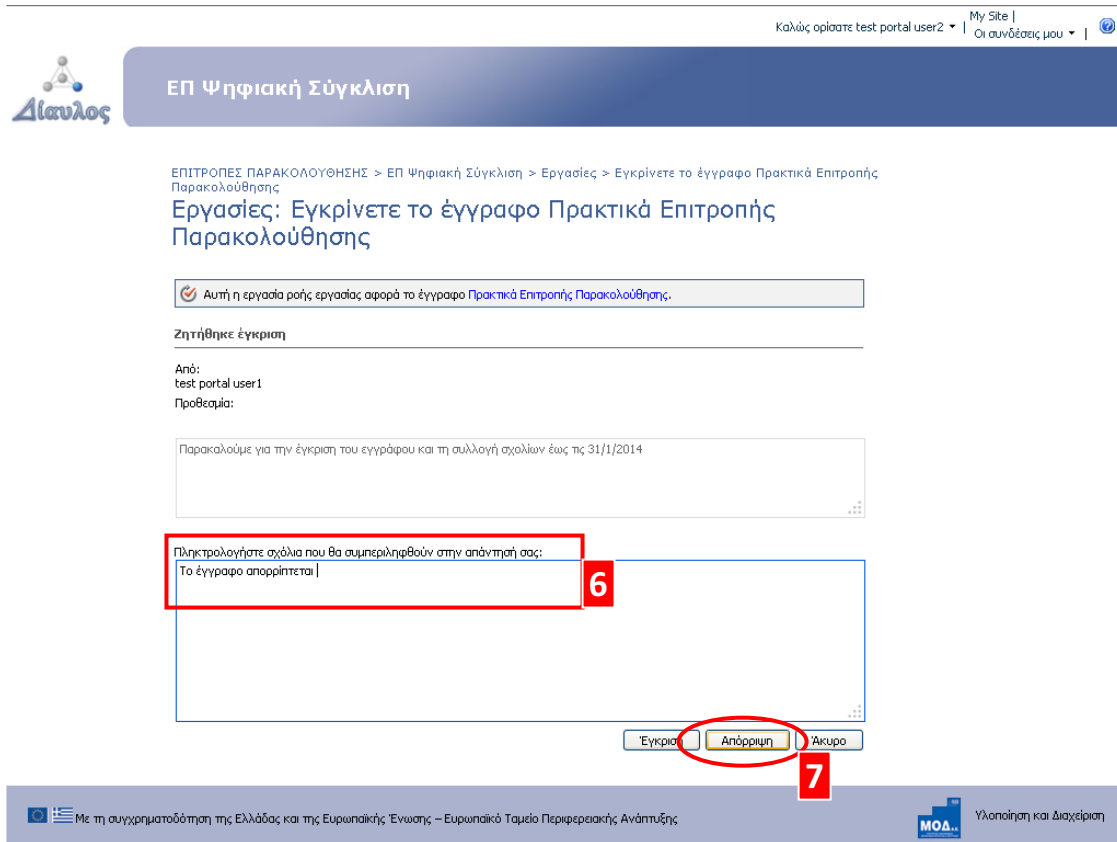 Καλώς ορίσατε test portal user2
My Site |
Οι συνδέσεις μου
Δίαυλος
ΕΠ Ψηφιακή Σύγκλιση
ΕΠΙΤΡΟΠΕΣ ΠΑΡΑΚΟΛΟΥΘΗΣΗΣ > ΕΠ Ψηφιακή Σύγκλιση > Εργασίες > Εγκρίνετε το έγγραφο Πρακτικά Επιτροπής
Παρακολούθησης
Εργασίες: Εγκρίνετε το έγγραφο Πρακτικά Επιτροπής
Παρακολούθησης
Αυτή η εργασία ροής εργασίας αφορά το έγγραφο Πρακτικά Επιτροπής Παρακολούθησης.
Ζητήθηκε έγκριση
Από:
test portal user1
Προθεσμία:
Παρακαλούμε για την έγκριση του εγγράφου και τη συλλογή σχολίων έως τις 31/1/2014
Πληκτρολογήστε σχόλια που θα συμπεριληφθούν στην απάντησή σας:
Το έγγραφο απορρίπτεται
6
Έγκριση Απόρριψη Άκυρο
7
Με τη συγχρηματοδότηση της Ελλάδας και της Ευρωπαϊκής Ένωσης – Ευρωπαϊκό Ταμείο Περιφερειακής Ανάπτυξης
ΜΟΔ Α.Ε.
Υλοποίηση και Διαχείριση